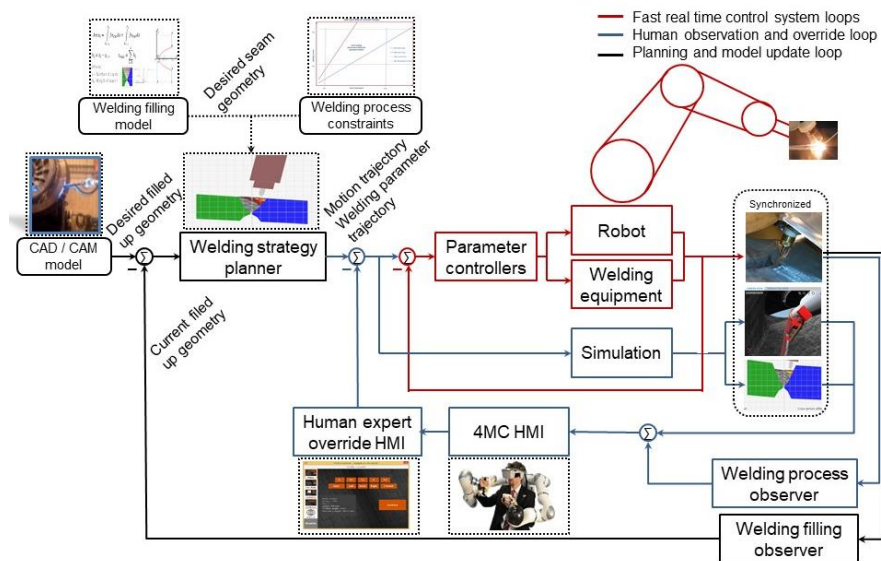 Fast real time control system loops
Human observation and override loop
Planning and model update loop
Desired seam
geometry
Welding filling
model
Welding process
constraints
Synchronized
Desired filled
up geometry
Motion trajectory
Welding parameter
trajectory
CAD / CAM
model
Σ
−
Welding strategy
planner
Σ
−
Σ
−
Parameter
controllers
Robot
Welding
equipment
Current filed
up geometry
Simulation
Human expert
override HMI
4MC HMI
Σ
Welding process
observer
Welding filling
observer